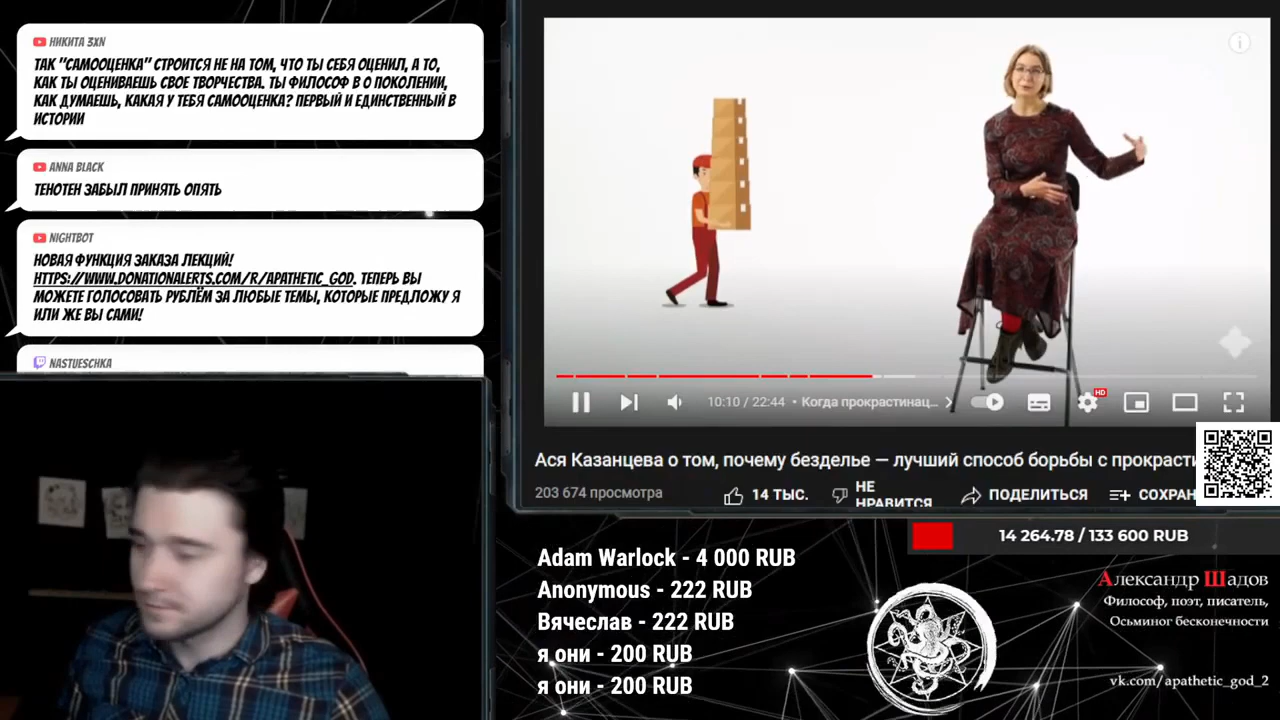 НИКИТА ЗХN
ТАК "САМООЦЕНКА" СТРОИТСЯ НЕ НА ТОМ, ЧТО ТЫ СЕБЯ ОЦЕНИЛ, А ТО,
КАК ТЫ ОЦЕНИВАЕШЬ СВОЕ ТВОРЧЕСТВА. ТЫ ФИЛОСОФ В 0 ПОКОЛЕНИИ,
КАК ДУМАЕШЬ, КАКАЯ У ТЕБЯ САМООЦЕНКА? ПЕРВЫЙ И ЕДИНСТВЕННЫЙ В
ИСТОРИИ
ANNA BLACK
ТЕНОТЕН ЗАБЫЛ ПРИНЯТЬ ОПЯТЬ
NIGHTBOT
НОВАЯ ФУНКЦИЯ ЗАКАЗА ЛЕКЦИЙ!
HTTPS://WWW.DONATIONALERTS.COM/R/APATHETIC_GOD. ТЕПЕРЬ ВЫ
МОЖЕТЕ ГОЛОСОВАТЬ РУБЛЁМ ЗА ЛЮБЫЕ ТЕМЫ, КОТОРЫЕ ПРЕДЛОЖУ Я
ИЛИ ЖЕ ВЫ САМИ!
NASTUESCHKA
10:10 / 22:44 • Когда прокрастинац...
HD
Ася Казанцева о том, почему безделье — лучший способ борьбы с прокрасти
203 674 просмотра
14 ТЫС.
НЕ
НРАВИТСЯ
ПОДЕЛИТЬСЯ
СОХРАН
14 264.78 / 133 600 RUB
Adam Warlock - 4 000 RUB
Anonymous - 222 RUB
Вячеслав - 222 RUB
я они - 200 RUB
я они - 200 RUB
Александр Шадов
Философ, поэт, писатель,
Осьминог бесконечности
vk.com/apathetic_god_2